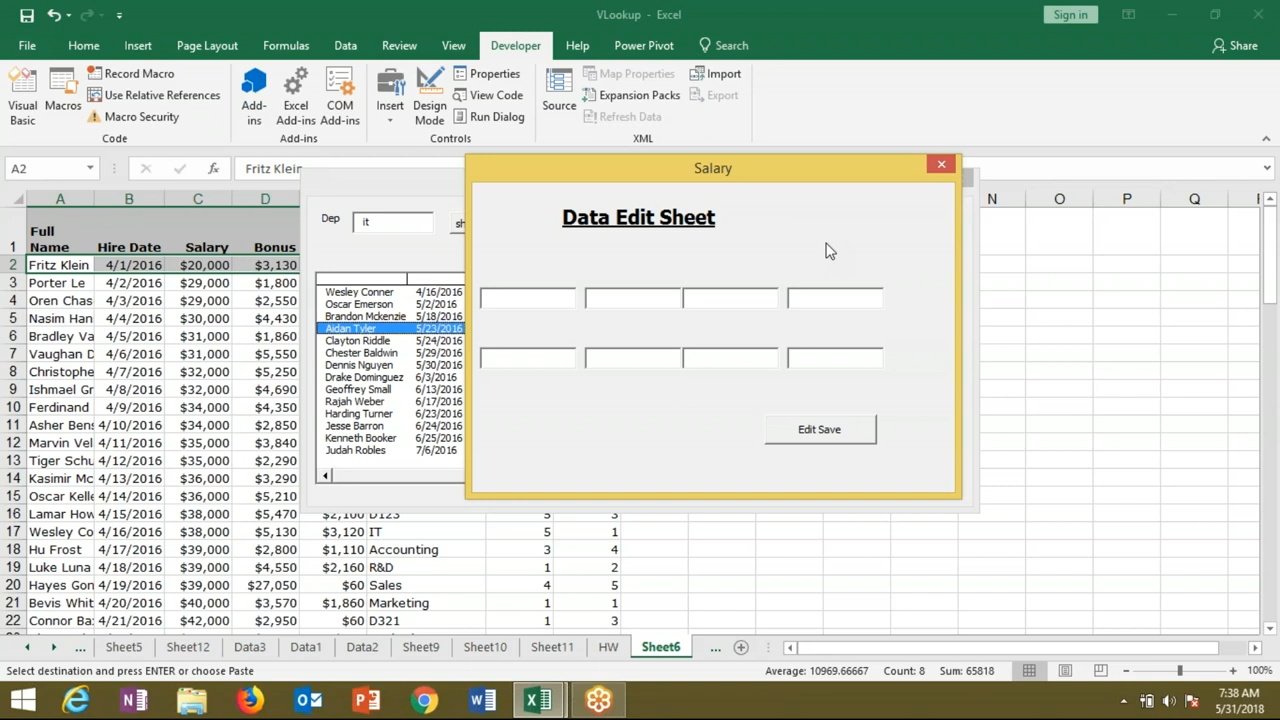 VLookup - Excel
Sign in
File Home Insert Page Layout Formulas Data Review View Developer Help Power Pivot Search Share
Visual Basic
Macros
Record Macro
Use Relative References
Macro Security
Code
Add-ins
Excel Add-ins
COM Add-ins
Add-ins
Insert
Design Mode
Properties
View Code
Run Dialog
Controls
Source
Map Properties
Expansion Packs
Refresh Data
Import
Export
XML
A2
fx
Fritz Klein
A B C D N O P Q
1 Full Name Hire Date Salary Bonus
2 Fritz Klein 4/1/2016 $20,000 $3,130
3 Porter Le 4/2/2016 $29,000 $1,800
4 Oren Chas 4/3/2016 $29,000 $2,550
5 Nasim Han 4/4/2016 $30,000 $4,430
6 Bradley Va 4/5/2016 $31,000 $1,860
7 Vaughan D 4/6/2016 $31,000 $5,550
8 Christophe 4/7/2016 $32,000 $5,250
9 Ishmael Gr 4/8/2016 $32,000 $4,690
10 Ferdinand 4/9/2016 $34,000 $4,350
11 Asher Bens 4/10/2016 $34,000 $2,850
12 Marvin Vel 4/11/2016 $35,000 $3,840
13 Tiger Schu 4/12/2016 $35,000 $2,290
14 Kasimir Mc 4/13/2016 $36,000 $3,290
15 Oscar Kelle 4/14/2016 $36,000 $5,210
16 Lamar How 4/15/2016 $38,000 $5,470 $2,100 D123 5 3
17 Wesley Co 4/16/2016 $38,000 $5,130 $3,120 IT 5 1
18 Hu Frost 4/17/2016 $39,000 $2,800 $1,110 Accounting 3 4
19 Luke Luna 4/18/2016 $39,000 $4,550 $2,160 R&D 1 2
20 Hayes Gon 4/19/2016 $39,000 $27,050 $60 Sales 4 5
21 Bevis Whit 4/20/2016 $40,000 $3,570 $1,860 Marketing 1 1
22 Connor Ba 4/21/2016 $42,000 $2,950 $60 D321 1 3
Dep it sh
Wesley Conner 4/16/2016
Oscar Emerson 5/2/2016
Brandon Mckenzie 5/18/2016
Aidan Tyler 5/23/2016
Clayton Riddle 5/24/2016
Chester Baldwin 5/29/2016
Dennis Nguyen 5/30/2016
Drake Dominguez 6/3/2016
Geoffrey Small 6/13/2016
Rajah Weber 6/17/2016
Harding Turner 6/23/2016
Jesse Barron 6/24/2016
Kenneth Booker 6/25/2016
Judah Robles 7/6/2016
Salary
Data Edit Sheet
Edit Save
... Sheet5 Sheet12 Data3 Data1 Data2 Sheet9 Sheet10 Sheet11 HW Sheet6 ...
Select destination and press ENTER or choose Paste Average: 10969.66667 Count: 8 Sum: 65818 100%
7:38 AM
5/31/2018